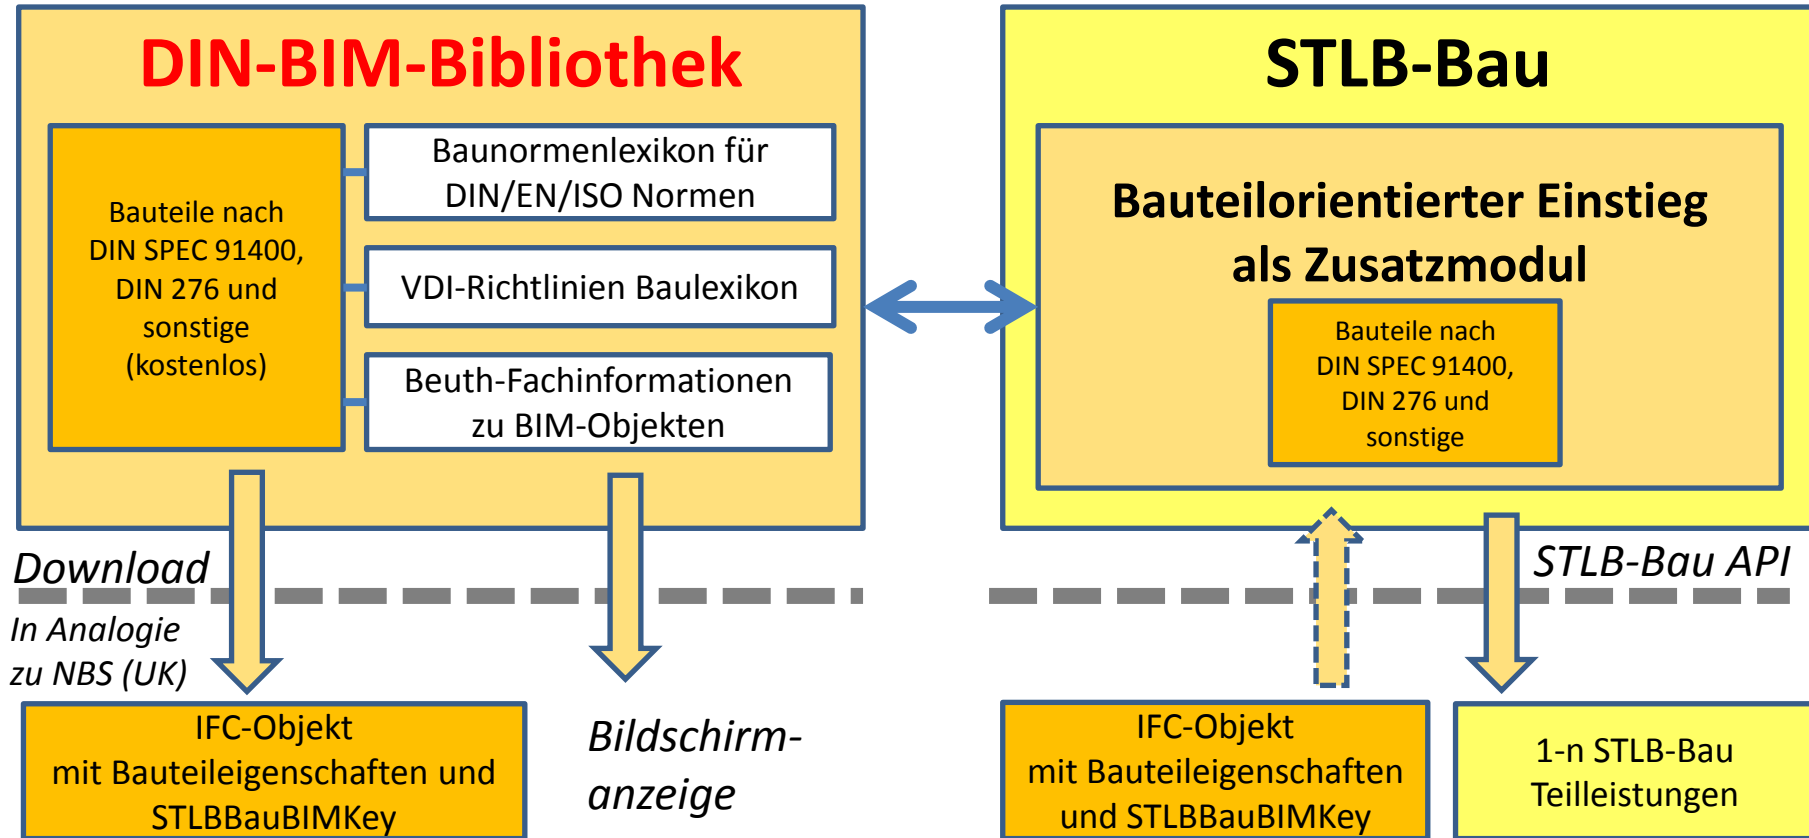 DIN-BIM-Bibliothek
Bauteile nach
DIN SPEC 91400,
DIN 276 und
sonstige
(kostenlos)
Baunormenlexikon für
DIN/EN/ISO Normen
VDI-Richtlinien Baulexikon
Beuth-Fachinformationen
zu BIM-Objekten
STLB-Bau
Bauteilorientierter Einstieg
als Zusatzmodul
Bauteile nach
DIN SPEC 91400,
DIN 276 und
sonstige
Download
In Analogie
zu NBS (UK)
STLB-Bau API
IFC-Objekt
mit Bauteileigenschaften und
STLBBauBIMKey
Bildschirm-
anzeige
IFC-Objekt
mit Bauteileigenschaften
und STLBBauBIMKey
1-n STLB-Bau
Teilleistungen